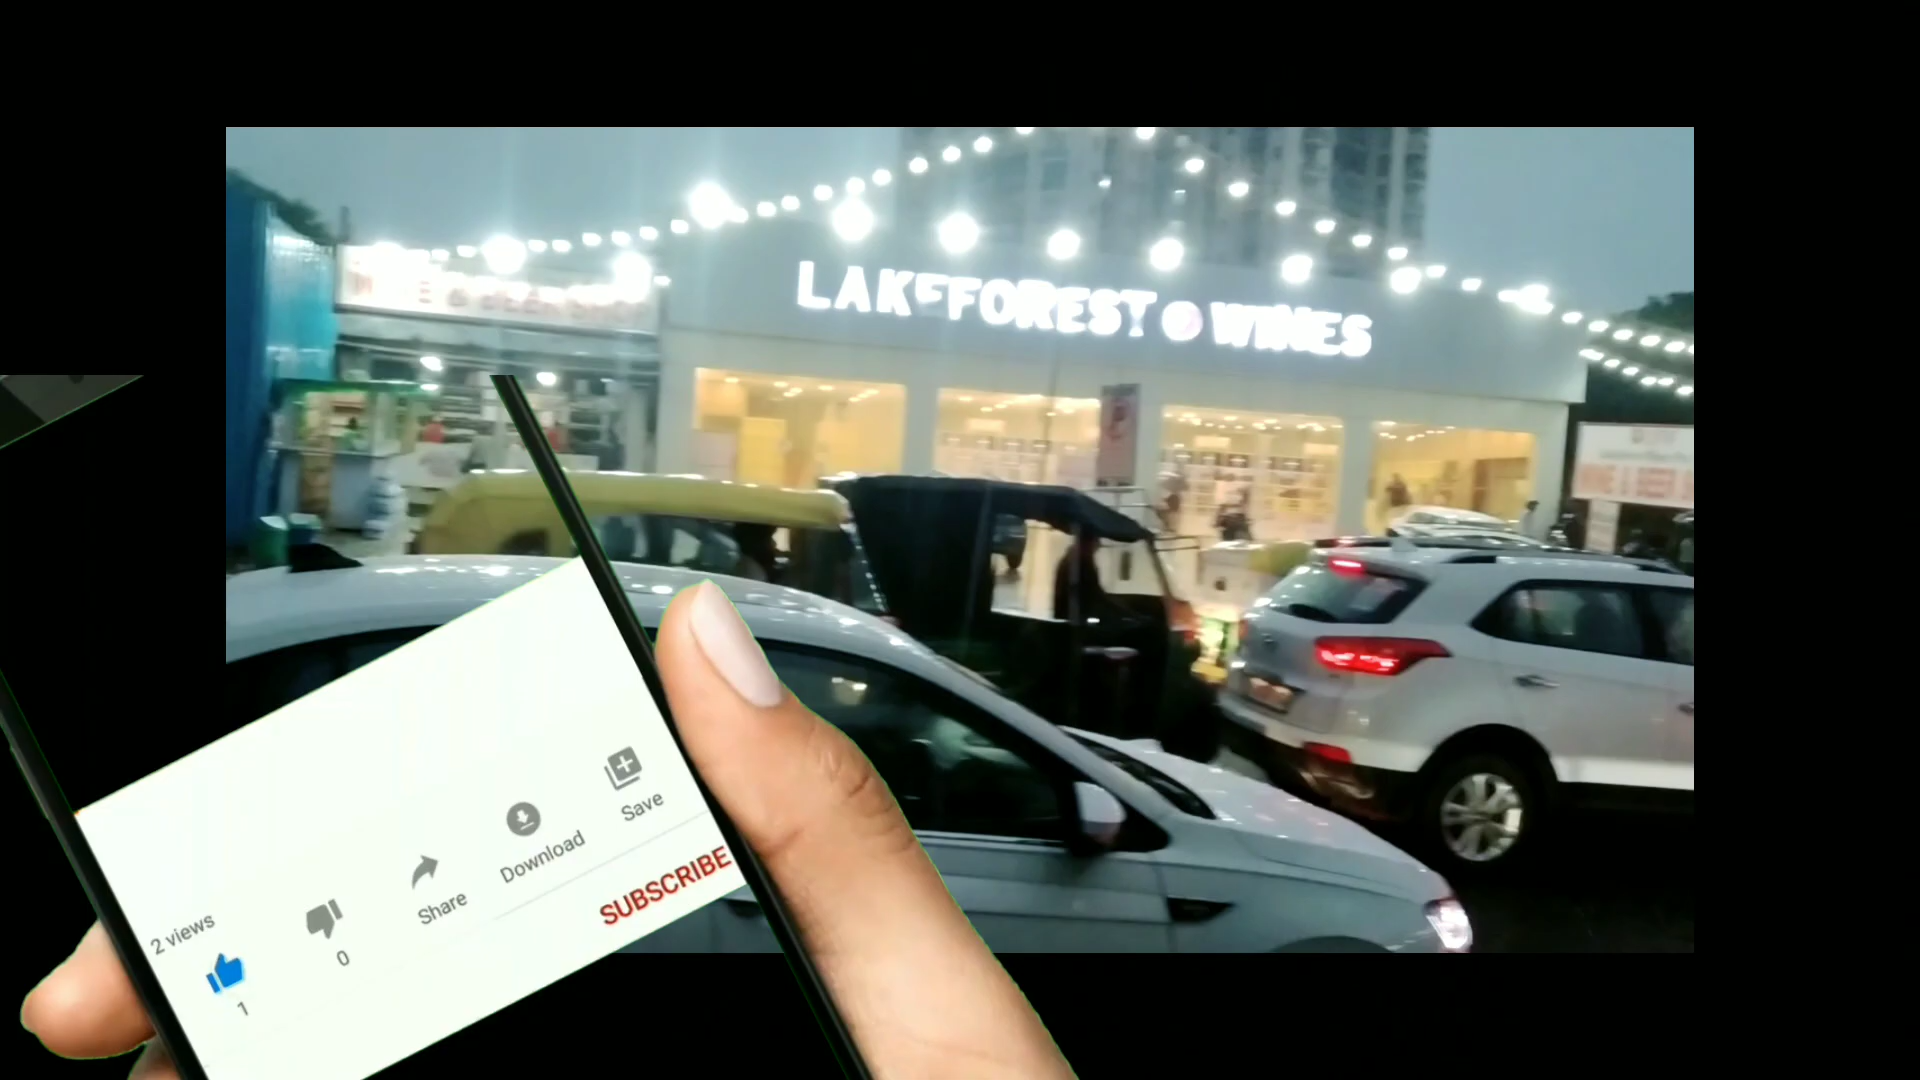 LAKEFOREST WINES
2 views
1
0
Share
Download
Save
SUBSCRIBE